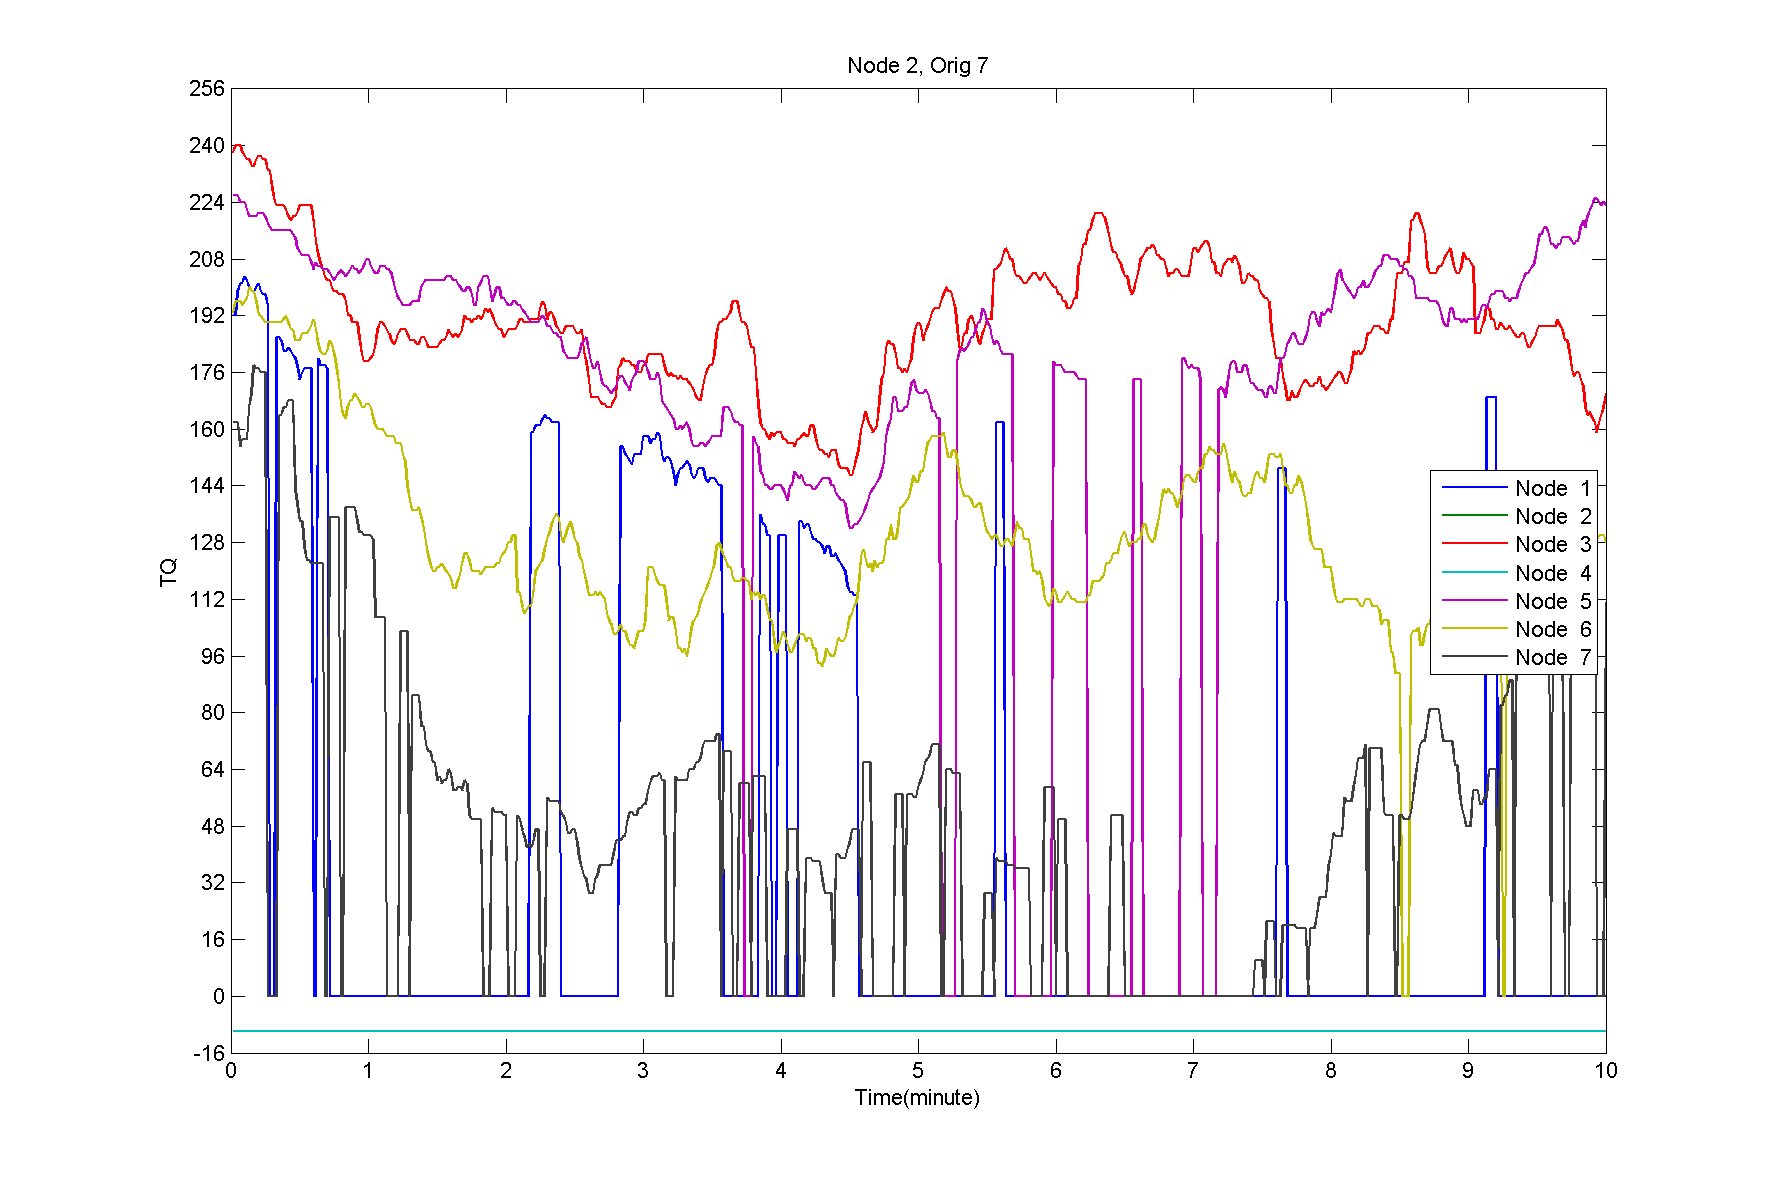 Node 2, Orig 7
256
240
224
208
192
176
160
144
128
112
96
80
64
48
32
16
0
-16
TQ
0 1 2 3 4 5 6 7 8 9 10
Time(minute)
Node 1
Node 2
Node 3
Node 4
Node 5
Node 6
Node 7